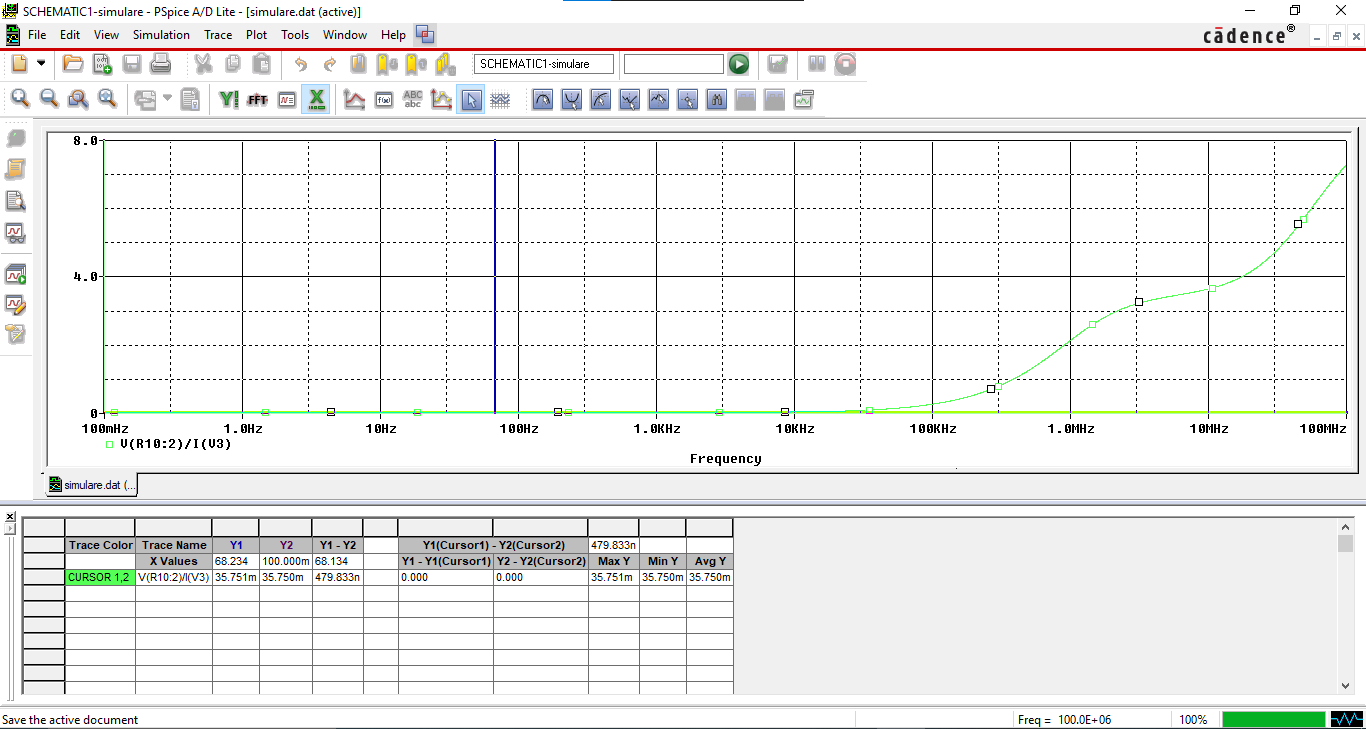 SCHEMATIC1-simulare - PSpice A/D Lite - [simulare.dat (active)]
File Edit View Simulation Trace Plot Tools Window Help cādence®
SCHEMATIC1-simulare
FFT ABC abc
8.0
4.0
0
100mHz 1.0Hz 10Hz 100Hz 1.0KHz 10KHz 100KHz 1.0MHz 10MHz 100MHz
V(R10:2)/I(V3)
Frequency
simulare.dat (...
Trace Color Trace Name Y1 Y2 Y1 - Y2 Y1(Cursor1) - Y2(Cursor2) 479.833n
X Values 68.234 100.000m 68.134 Y1 - Y1(Cursor1) Y2 - Y2(Cursor2) Max Y Min Y Avg Y
CURSOR 1,2 V(R10:2)/I(V3) 35.751m 35.750m 479.833n 0.000 0.000 35.751m 35.750m 35.750m
Save the active document Freq = 100.0E+06 100%